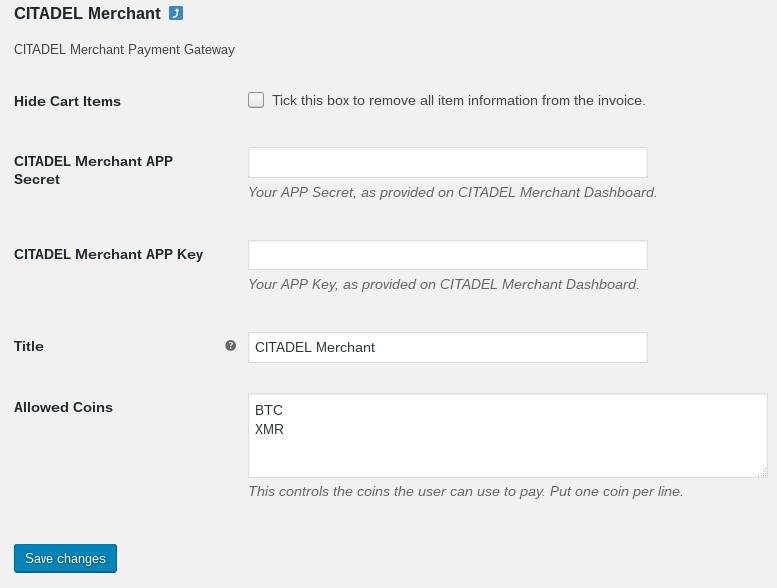 CITADEL Merchant
CITADEL Merchant Payment Gateway
Hide Cart Items
Tick this box to remove all item information from the invoice.
CITADEL Merchant APP
Secret
Your APP Secret, as provided on CITADEL Merchant Dashboard.
CITADEL Merchant APP Key
Your APP Key, as provided on CITADEL Merchant Dashboard.
Title
?
CITADEL Merchant
Allowed Coins
BTC
XMR
This controls the coins the user can use to pay. Put one coin per line.
Save changes